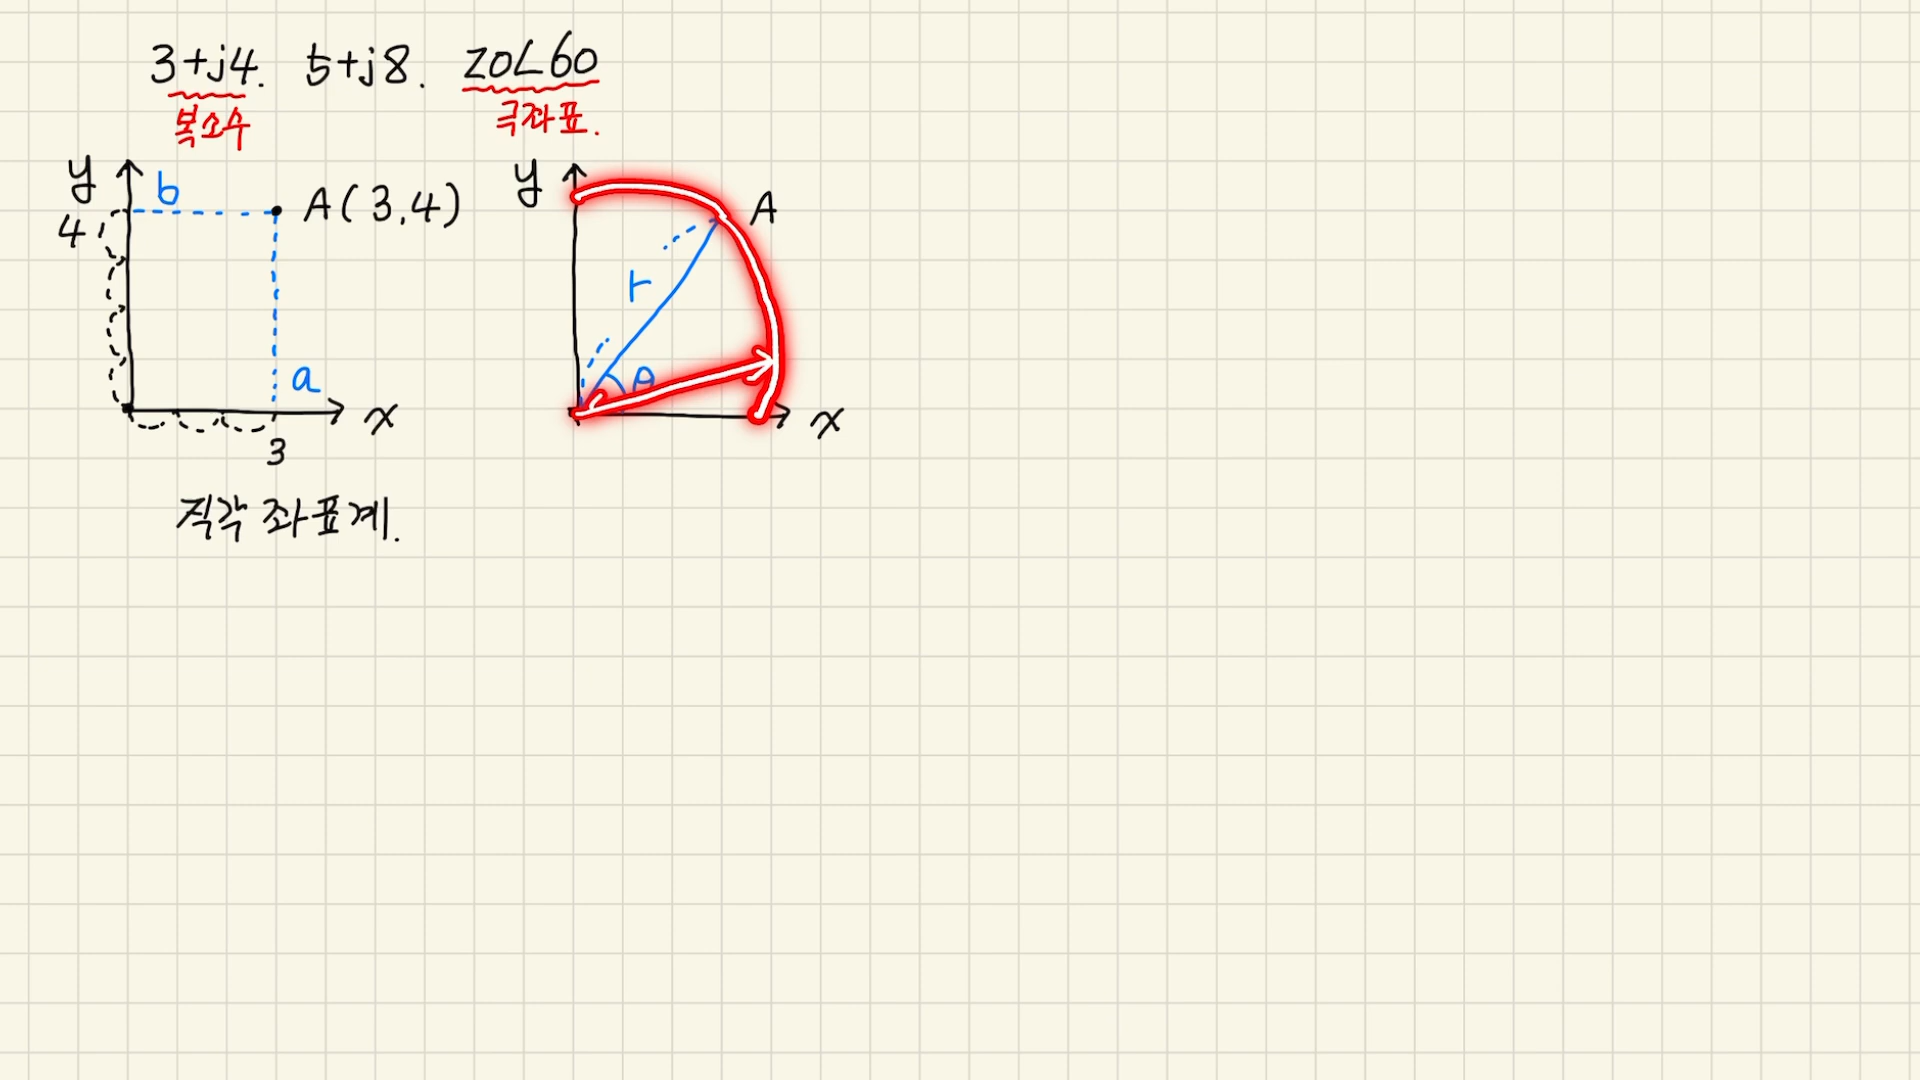 3+j4. 5+j8. 20∠60
복소수 극좌표.
y b A(3,4) y A
4 r
a θ
x x
3
직각 좌표계.